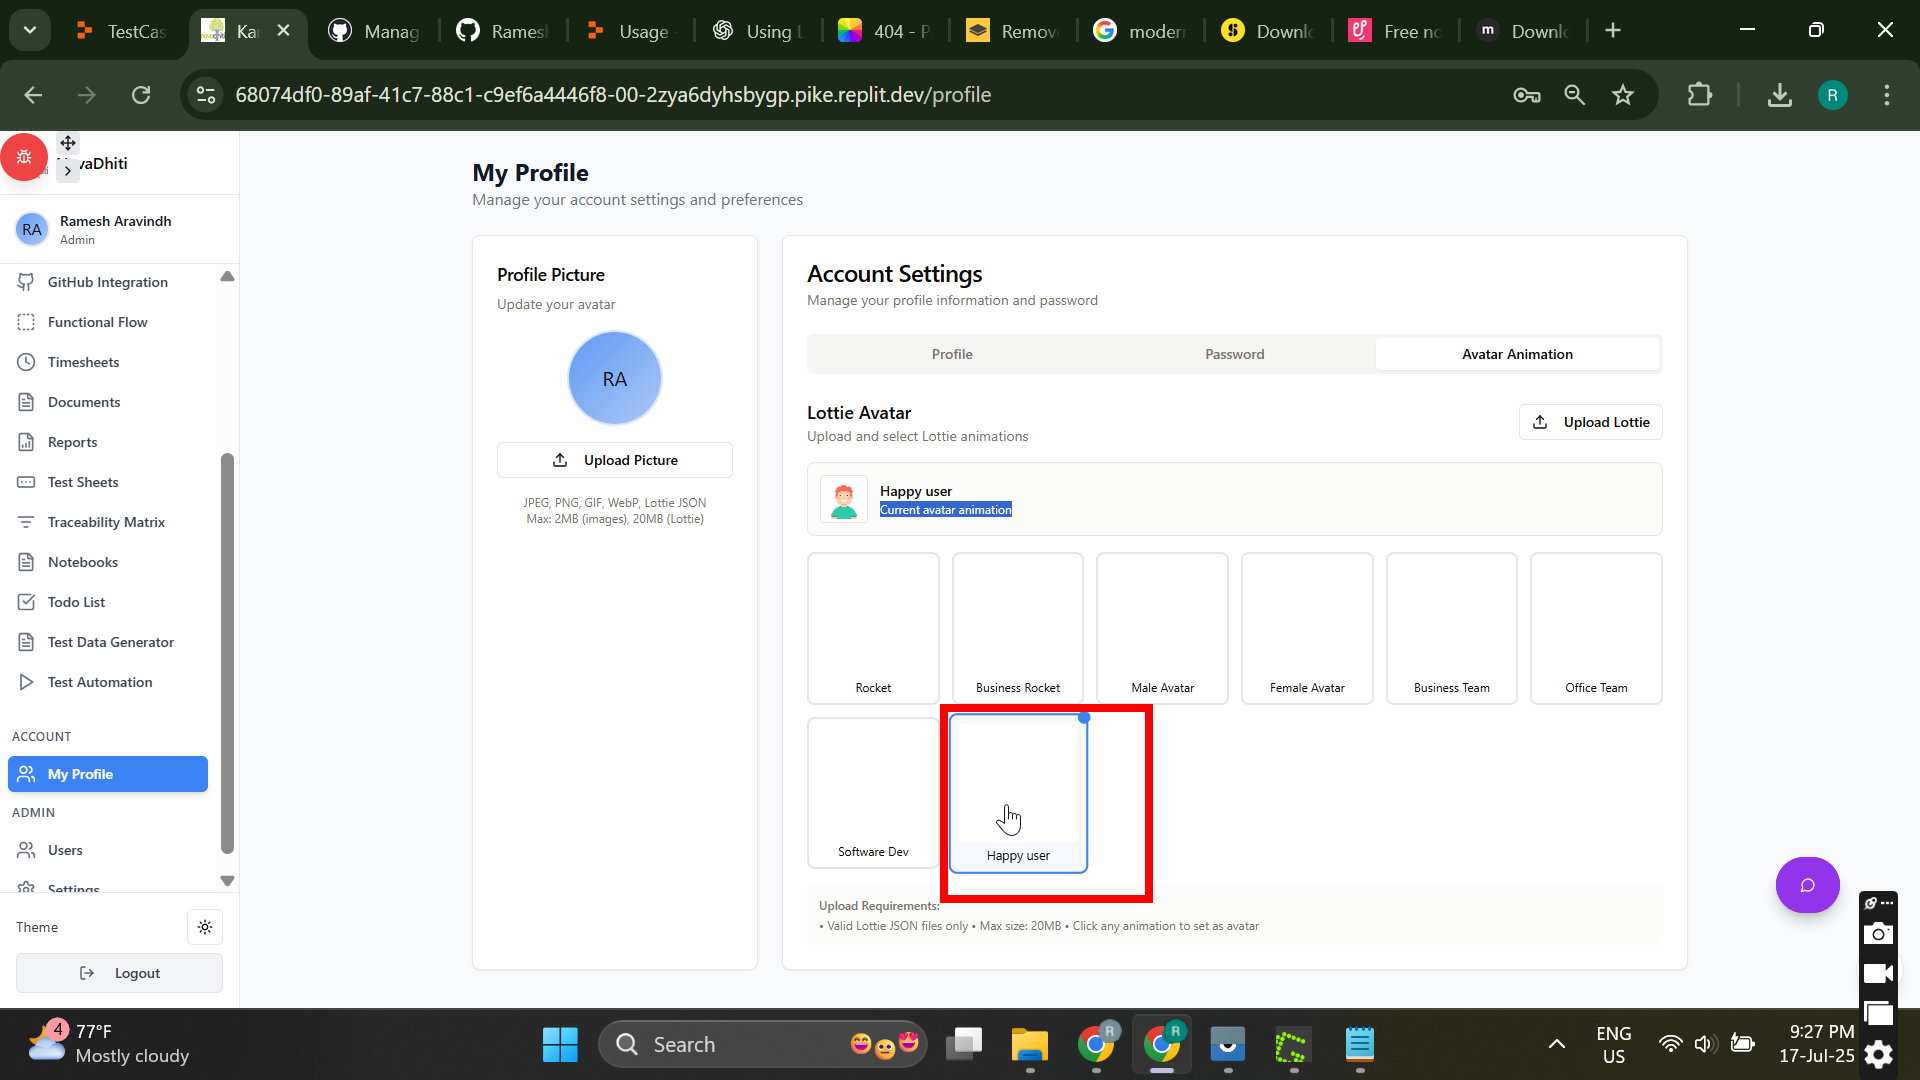 TestCas
Ka
Manag
Ramesh
Usage
Using L
404 - P
Remov
modern
Downlo
Free no
Downlo
68074df0-89af-41c7-88c1-c9ef6a4446f8-00-2zya6dyhsbygp.pike.replit.dev/profile
R
vaDhiti
RA
Ramesh Aravindh
Admin
GitHub Integration
Functional Flow
Timesheets
Documents
Reports
Test Sheets
Traceability Matrix
Notebooks
Todo List
Test Data Generator
Test Automation
ACCOUNT
My Profile
ADMIN
Users
Settings
Theme
Logout
My Profile
Manage your account settings and preferences
Profile Picture
Update your avatar
RA
Upload Picture
JPEG, PNG, GIF, WebP, Lottie JSON
Max: 2MB (images), 20MB (Lottie)
Account Settings
Manage your profile information and password
Profile
Password
Avatar Animation
Lottie Avatar
Upload and select Lottie animations
Upload Lottie
Happy user
Current avatar animation
Rocket
Business Rocket
Male Avatar
Female Avatar
Business Team
Office Team
Software Dev
Happy user
Upload Requirements:
• Valid Lottie JSON files only • Max size: 20MB • Click any animation to set as avatar
4
77°F
Mostly cloudy
Search
R
R
ENG
US
9:27 PM
17-Jul-25